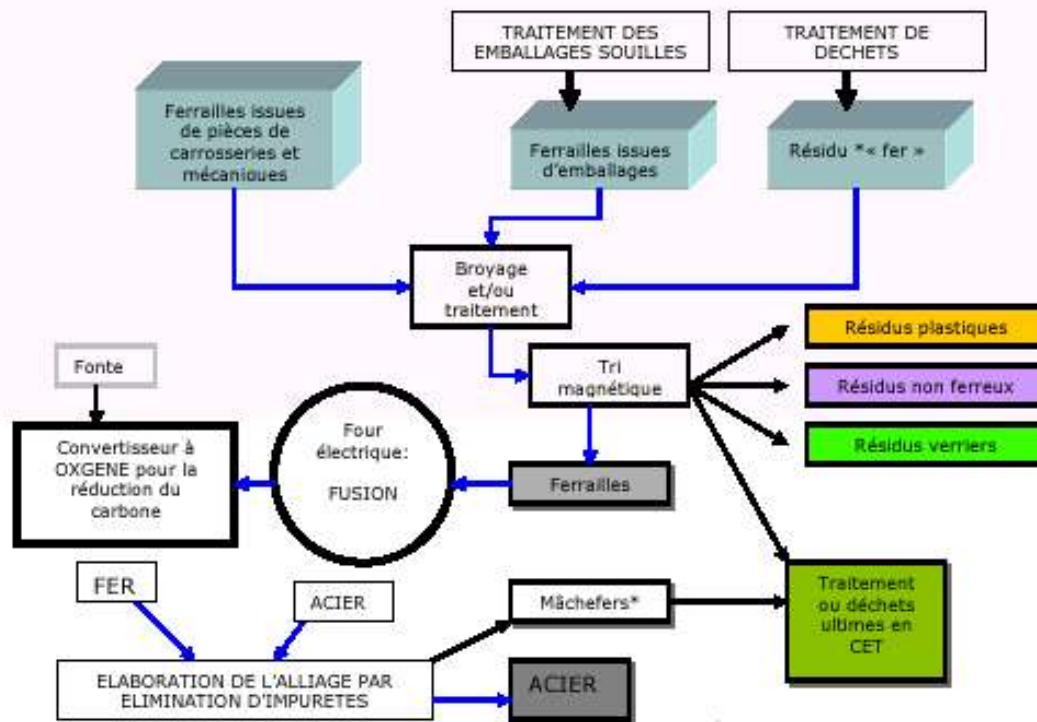 TRAITEMENT DES
EMBALLAGES SOUILLES
TRAITEMENT DE
DECHETS
Ferrailles issues
de pièces de
carrosseries et
mécaniques
Ferrailles issues
d'emballages
Résidu *« fer »
Broyage
et/ou
traitement
Résidus plastiques
Fonte
Tri
magnétique
Résidus non ferreux
Convertisseur à
OXGENE pour la
réduction du
carbone
Four
électrique:
FUSION
Résidus verriers
Ferrailles
FER
ACIER
Mâchefers*
Traitement
ou déchets
ultimes en
CET
ELABORATION DE L'ALLIAGE PAR
ELIMINATION D'IMPURETES
ACIER